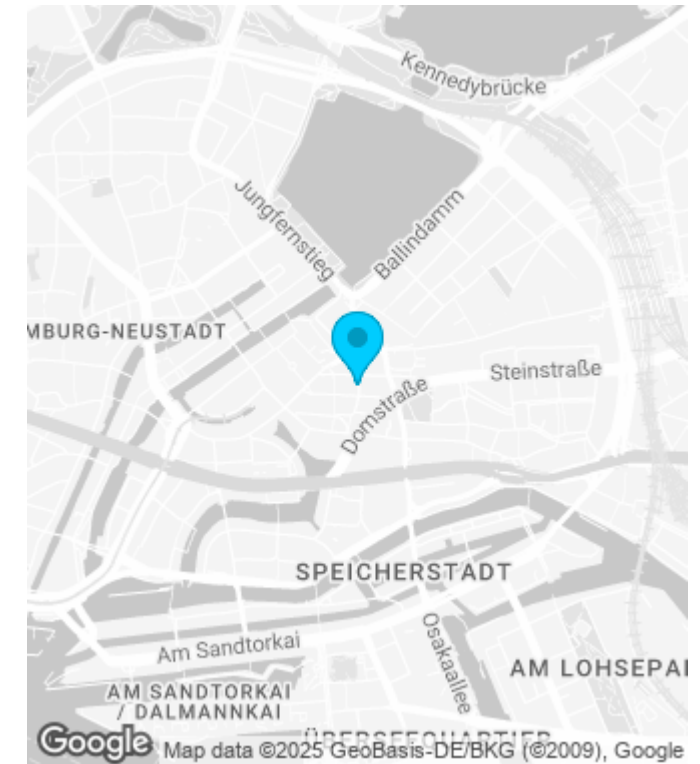 Kennedybrücke
Jungfernstieg
Ballindamm
MBURG-NEUSTADT
Steinstraße
Domstraße
SPEICHERSTADT
Osakaallee
Am Sandtorkai
AM LOHSEPA
AM SANDTORKAI
/ DALMANNKAI
ÜBERSEEQUARTIER
Google
Map data ©2025 GeoBasis-DE/BKG (©2009), Google